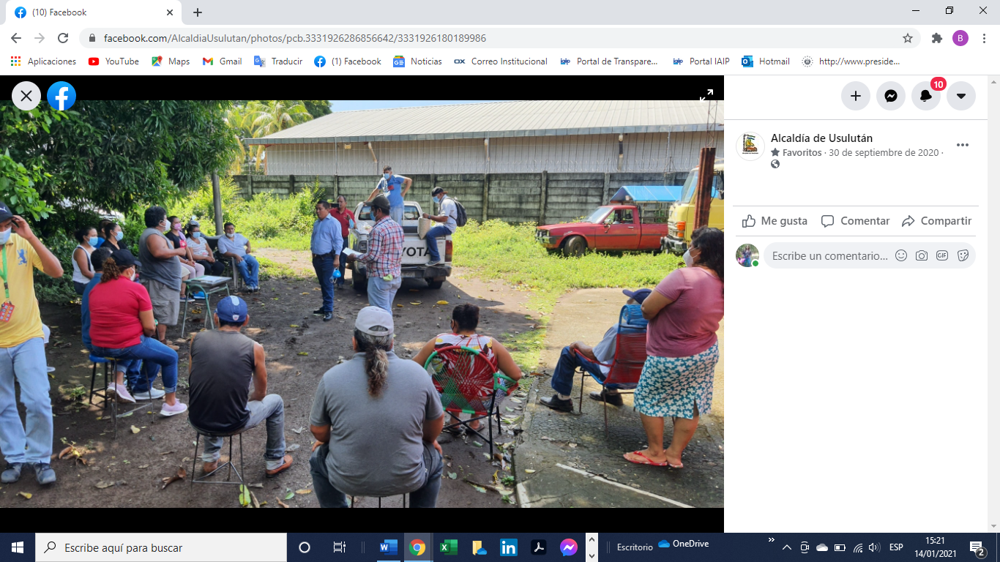 (10) Facebook
facebook.com/AlcaldiaUsulutan/photos/pcb.3331926286856642/3331926180189986
B
Aplicaciones YouTube Maps Gmail Traducir (1) Facebook Noticias Correo Institucional Portal de Transpare... Portal IAIP Hotmail http://www.preside...
10
Alcaldía de Usulután
Favoritos · 30 de septiembre de 2020 ·
YOTA
Me gusta Comentar Compartir
Escribe un comentario...
GIF
Escribe aquí para buscar
Escritorio OneDrive
ESP
15:21
14/01/2021
2